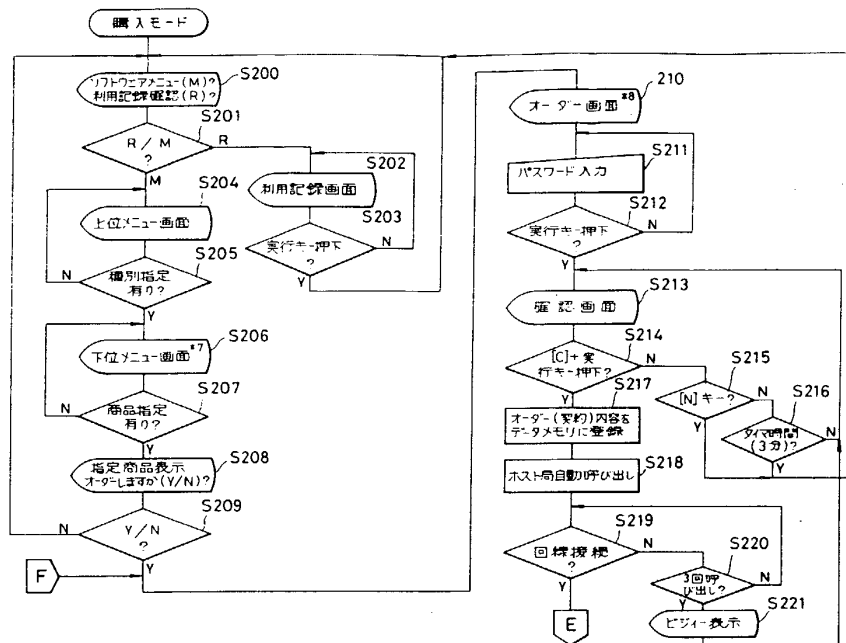 購入モード
ソフトウェアメニュー(M)?
利用記録確認(R)?
S200
S201
R/M
?
R
M
S202
利用記録画面
S203
実行キー押下
?
N
Y
S204
上位メニュー画面
S205
種別指定
有り?
N
Y
S206
下位メニュー画面*7
S207
商品指定
有り?
N
Y
S208
指定商品表示
オーダーしますか(Y/N)?
S209
Y/N
?
N
Y
F
210
オーダー画面*8
S211
パスワード入力
S212
実行キー押下
?
N
Y
S213
確認画面
S214
[C]+実
行キー押下?
N
Y
S215
[N]キー?
N
Y
S216
タイマ時間
(3分)?
N
Y
S217
オーダー(契約)内容を
データメモリに登録
S218
ホスト局自動呼び出し
S219
回線接続
?
N
Y
S220
3回呼
び出し?
N
Y
S221
ビジィー表示
E